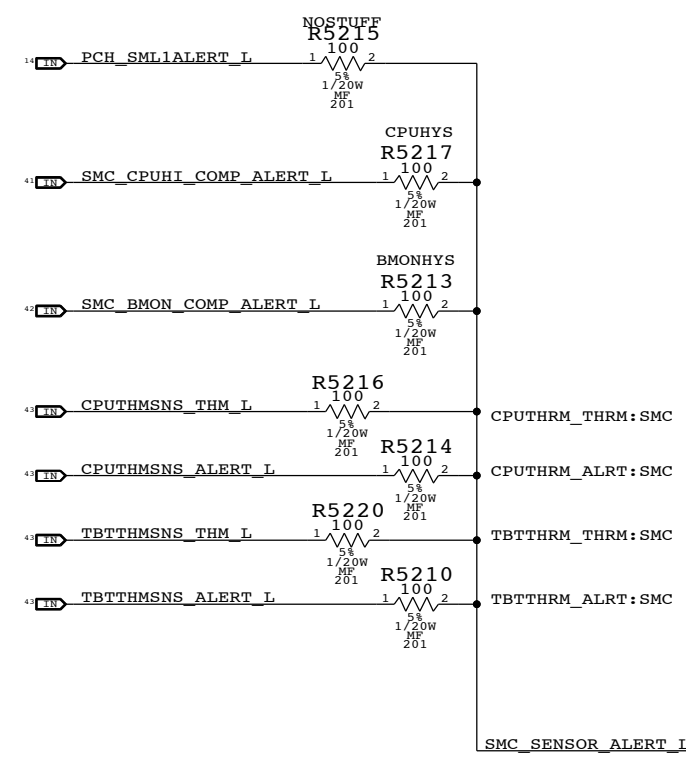 NOSTUFF
R5215
100
14 IN PCH_SML1ALERT_L 1 2
5%
1/20W
MF
201
CPUHYS
R5217
100
41 IN SMC_CPUHI_COMP_ALERT_L 1 2
5%
1/20W
MF
201
BMONHYS
R5213
100
42 IN SMC_BMON_COMP_ALERT_L 1 2
5%
1/20W
MF
201
R5216
100
43 IN CPUTHMSNS_THM_L 1 2 CPUTHRM_THRM:SMC
5%
1/20W
MF
201
R5214
100
43 IN CPUTHMSNS_ALERT_L 1 2 CPUTHRM_ALRT:SMC
5%
1/20W
MF
201
R5220
100
43 IN TBTTHMSNS_THM_L 1 2 TBTTHRM_THRM:SMC
5%
1/20W
MF
201
R5210
100
43 IN TBTTHMSNS_ALERT_L 1 2 TBTTHRM_ALRT:SMC
5%
1/20W
MF
201
SMC_SENSOR_ALERT_L